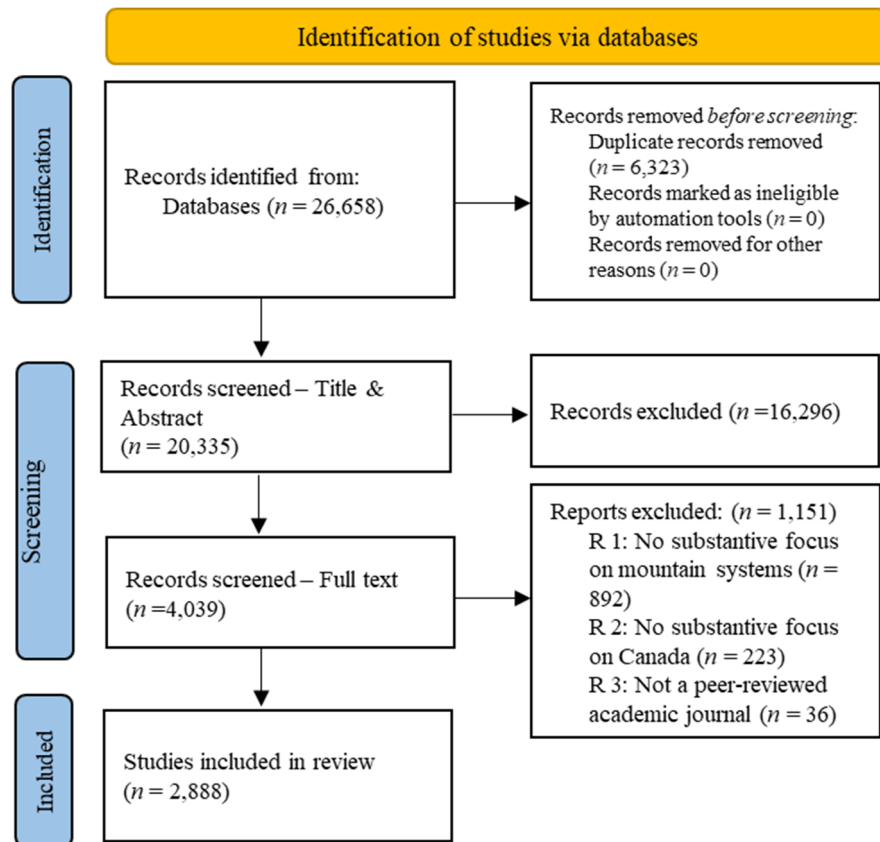 Identification of studies via databases
Identification
Records identified from:
Databases (n = 26,658)
Records removed before screening:
Duplicate records removed
(n = 6,323)
Records marked as ineligible
by automation tools (n = 0)
Records removed for other
reasons (n = 0)
Screening
Records screened – Title &
Abstract
(n = 20,335)
Records excluded (n =16,296)
Records screened – Full text
(n =4,039)
Reports excluded: (n = 1,151)
R 1: No substantive focus
on mountain systems (n =
892)
R 2: No substantive focus
on Canada (n = 223)
R 3: Not a peer-reviewed
academic journal (n = 36)
Included
Studies included in review
(n = 2,888)